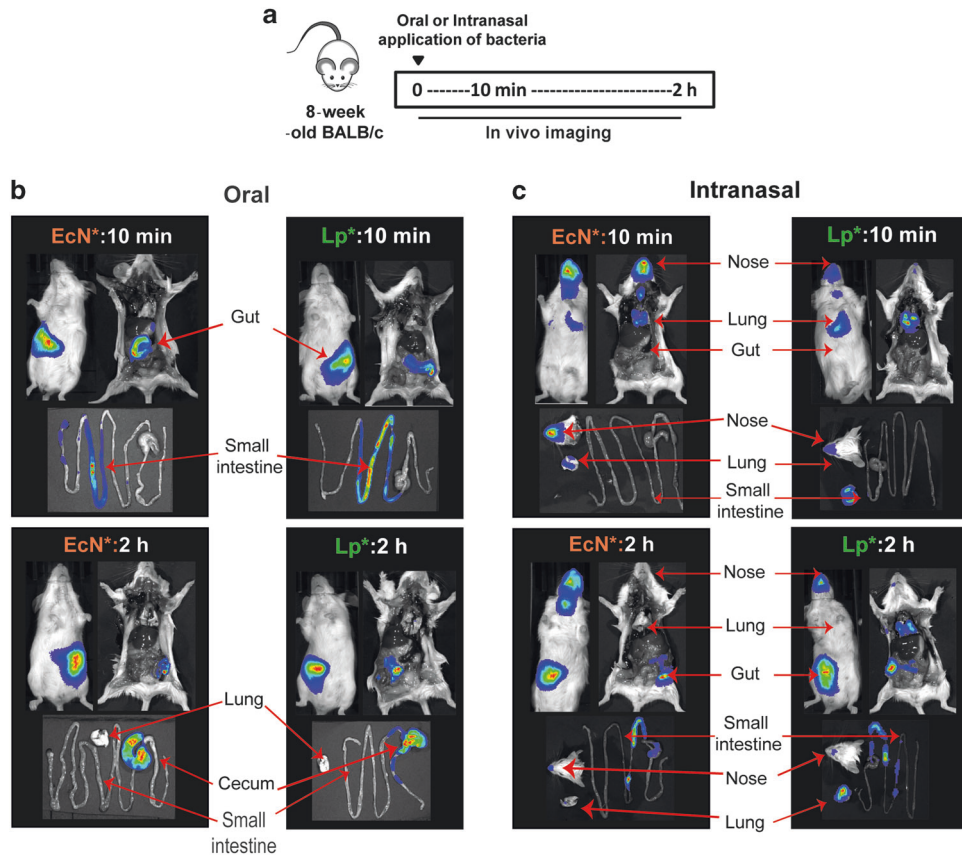 a
Oral or Intranasal
application of bacteria
0 -------10 min ------------------------2 h
8-week
-old BALB/c
In vivo imaging
b
Oral
EcN*:10 min
Lp*:10 min
Gut
Small
intestine
EcN*:2 h
Lp*:2 h
Lung
Cecum
Small
intestine
c
Intranasal
EcN*:10 min
Lp*:10 min
Nose
Lung
Gut
Nose
Lung
Small
intestine
EcN*:2 h
Lp*:2 h
Nose
Lung
Gut
Small
intestine
Nose
Lung